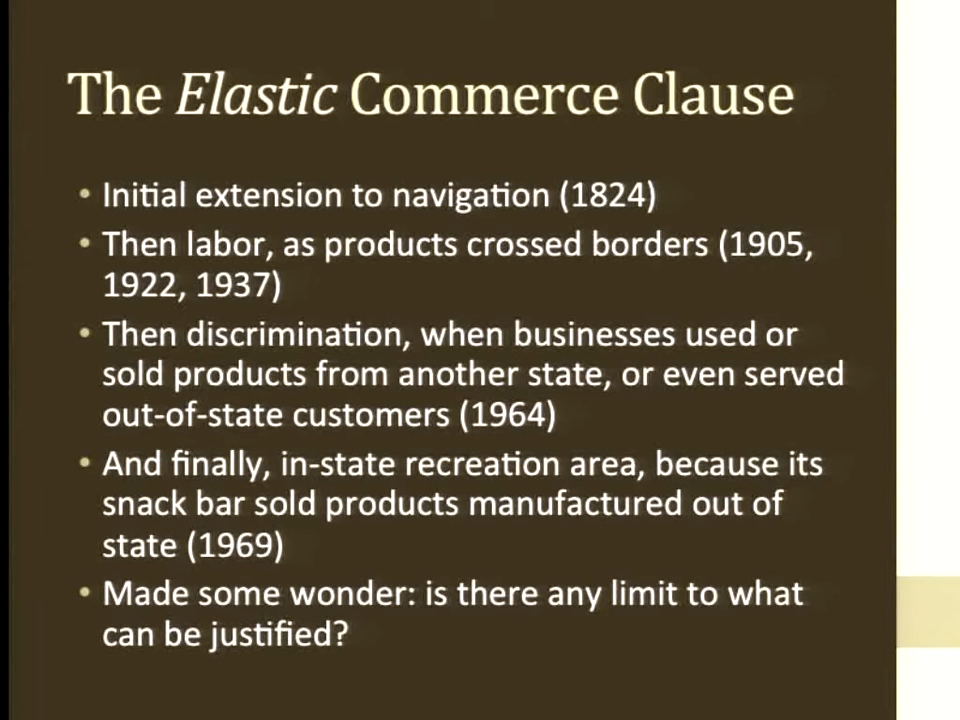 The Elastic Commerce Clause
• Initial extension to navigation (1824)
• Then labor, as products crossed borders (1905,
1922, 1937)
• Then discrimination, when businesses used or
sold products from another state, or even served
out-of-state customers (1964)
• And finally, in-state recreation area, because its
snack bar sold products manufactured out of
state (1969)
• Made some wonder: is there any limit to what
can be justified?